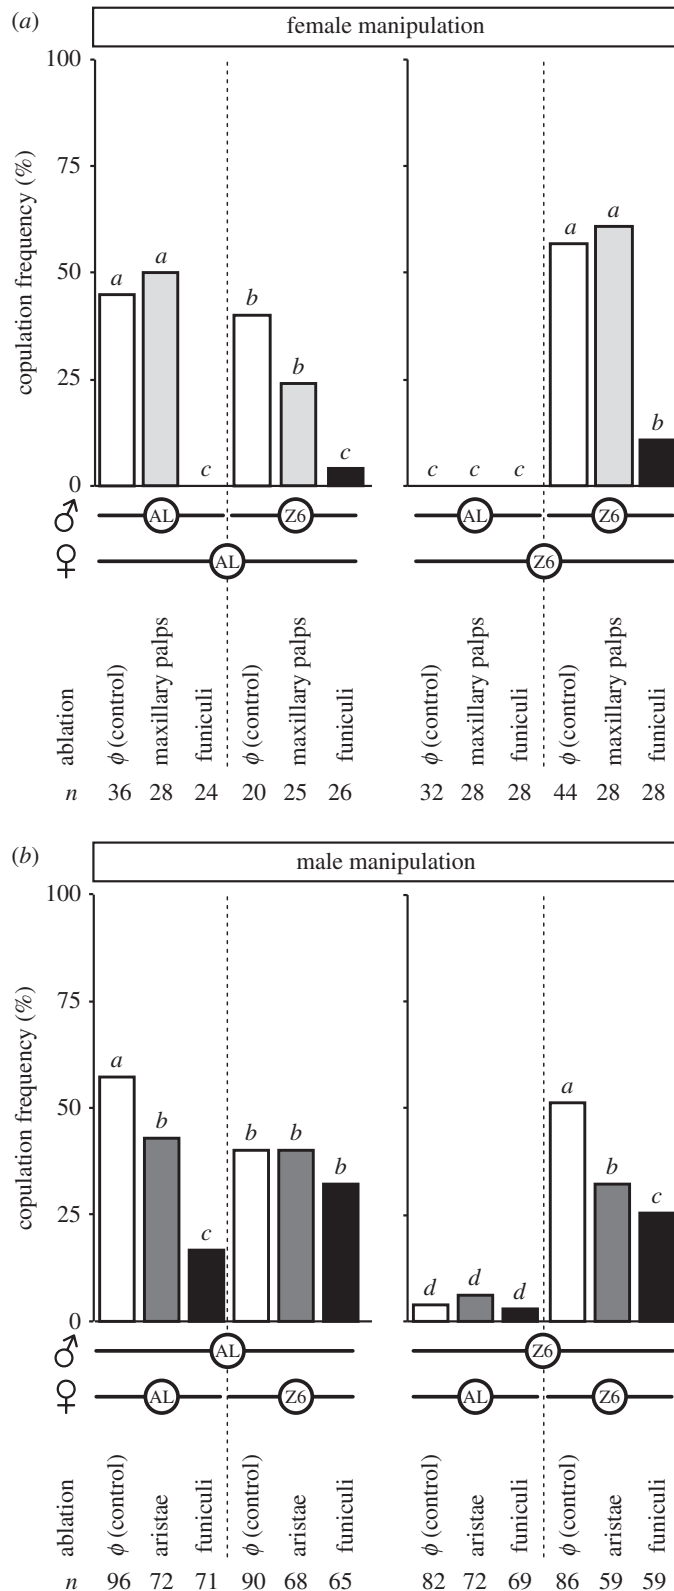 (a)
female manipulation
100
75
50
25
0
copulation frequency (%)
a a c b b c
c c c a a b
♂ AL Z6 AL Z6
♀ AL Z6
ablation
ϕ (control) maxillary palps funiculi ϕ (control) maxillary palps funiculi ϕ (control) maxillary palps funiculi ϕ (control) maxillary palps funiculi
n 36 28 24 20 25 26 32 28 28 44 28 28
(b)
male manipulation
100
75
50
25
0
copulation frequency (%)
a b c b b b
d d d a b c
♂ AL Z6
♀ AL Z6 AL Z6
ablation
ϕ (control) aristae funiculi ϕ (control) aristae funiculi ϕ (control) aristae funiculi ϕ (control) aristae funiculi
n 96 72 71 90 68 65 82 72 69 86 59 59